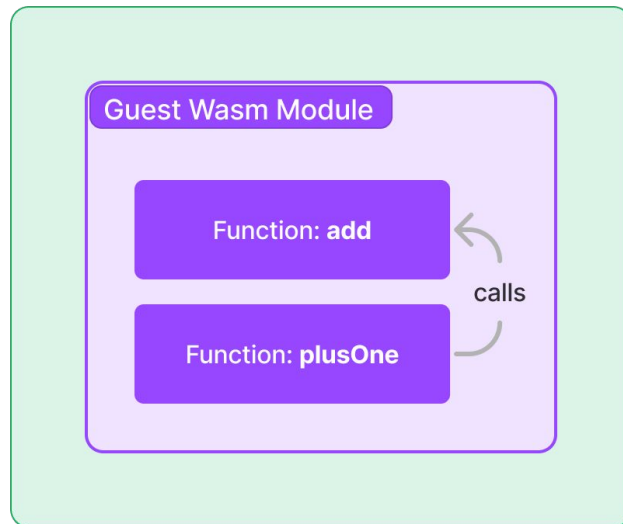 Guest Wasm Module
Function: add
calls
Function: plusOne